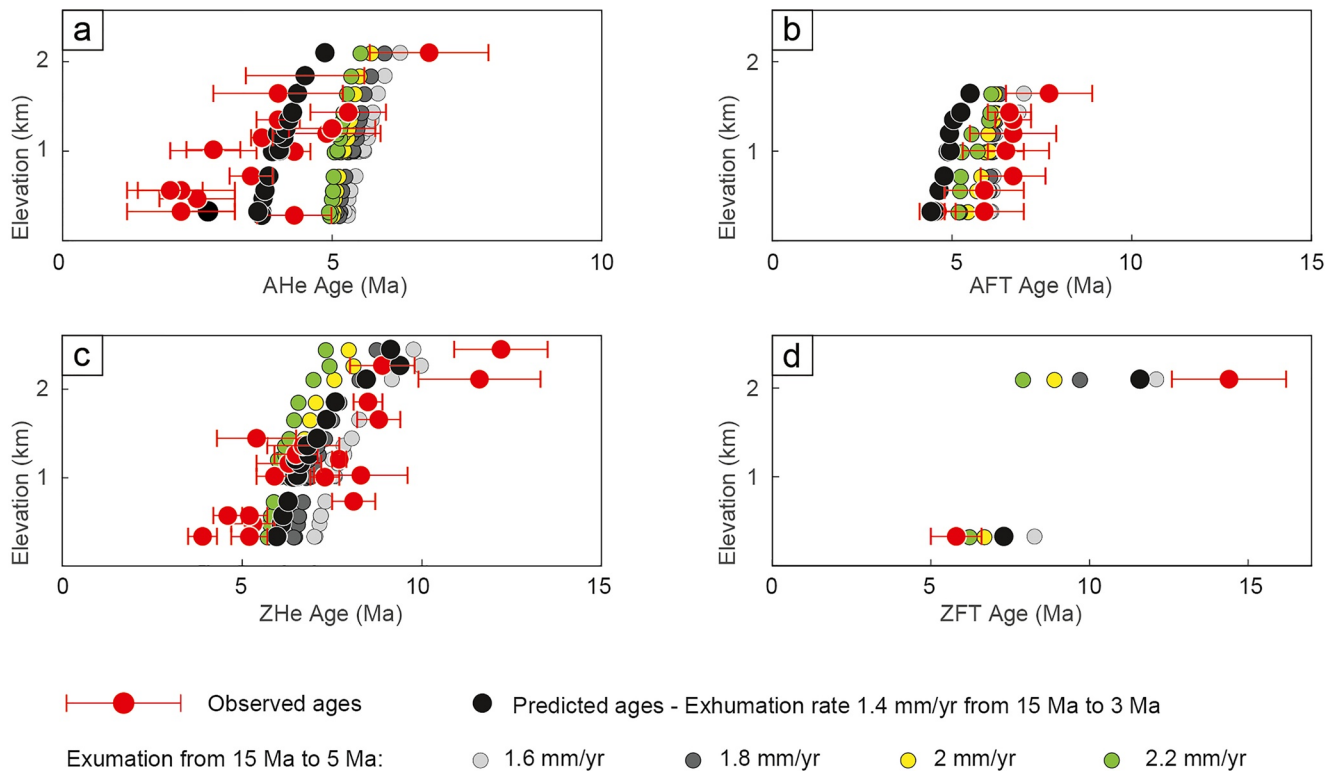 a
Elevation (km)
2
1
0
5
10
AHe Age (Ma)
b
Elevation (km)
2
1
0
5
10
15
AFT Age (Ma)
c
Elevation (km)
2
1
0
5
10
15
ZHe Age (Ma)
d
Elevation (km)
2
1
0
5
10
15
ZFT Age (Ma)
Observed ages
Predicted ages - Exhumation rate 1.4 mm/yr from 15 Ma to 3 Ma
Exumation from 15 Ma to 5 Ma:
1.6 mm/yr
1.8 mm/yr
2 mm/yr
2.2 mm/yr